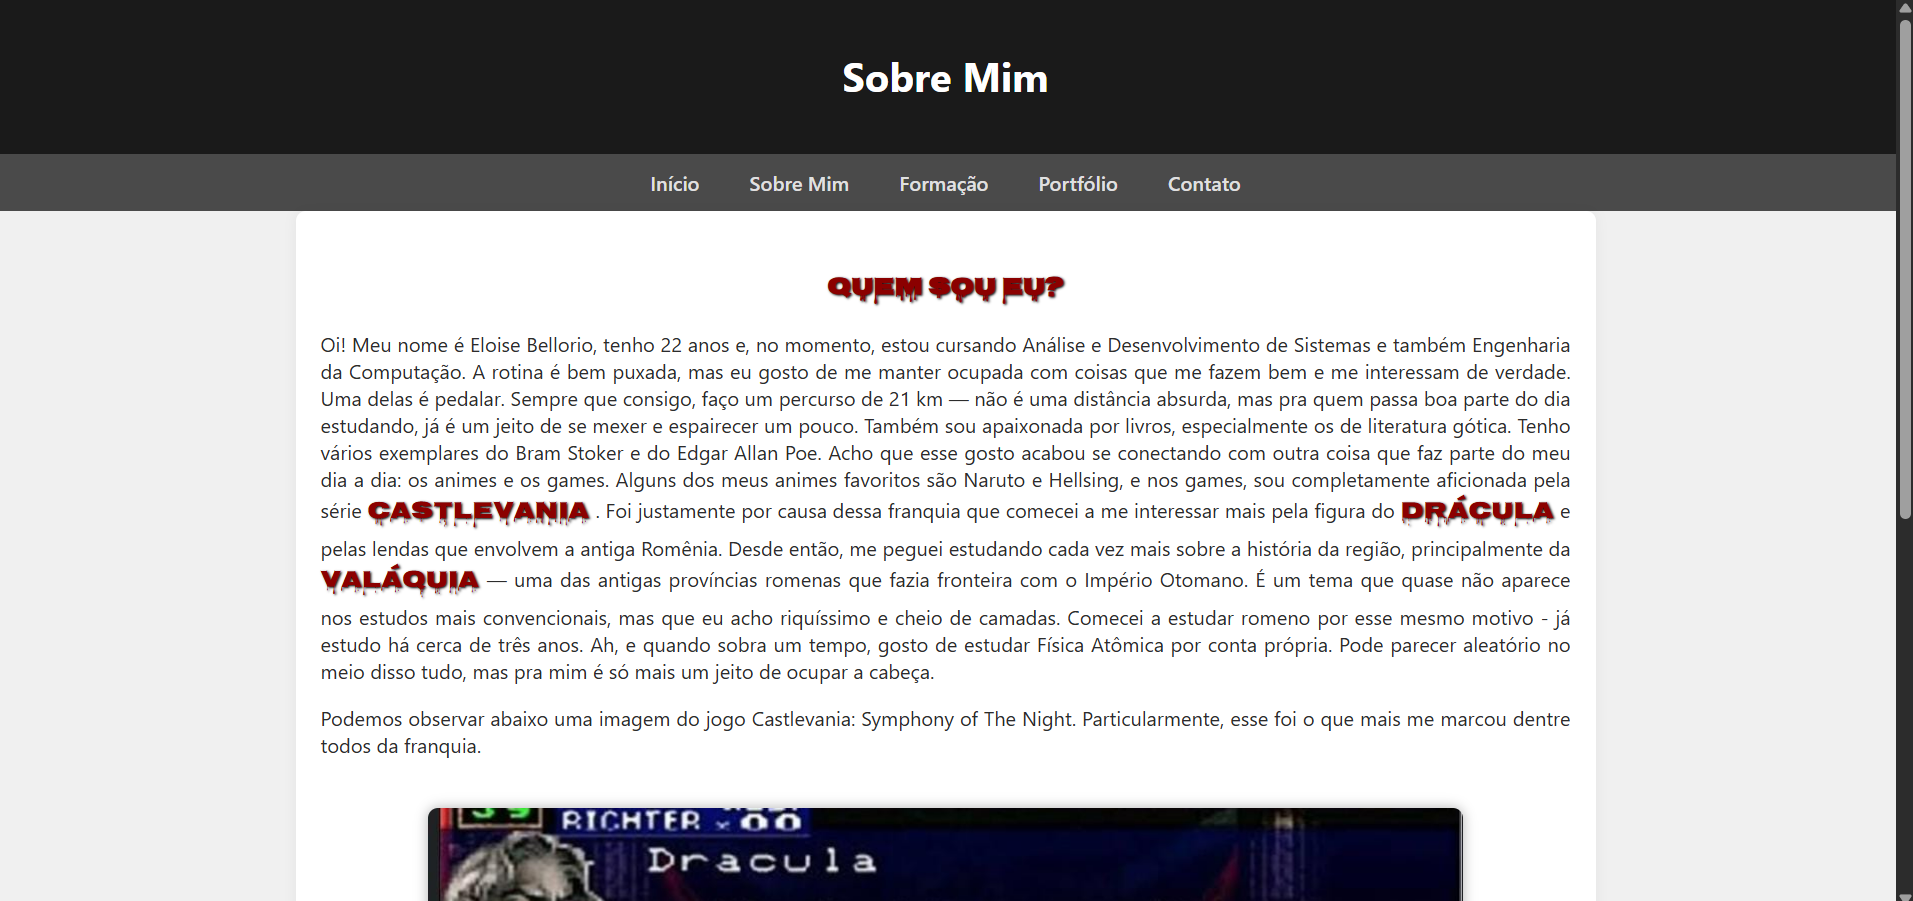 Sobre Mim
Início Sobre Mim Formação Portfólio Contato
QUEM SOU EU?
Oi! Meu nome é Eloise Bellorio, tenho 22 anos e, no momento, estou cursando Análise e Desenvolvimento de Sistemas e também Engenharia
da Computação. A rotina é bem puxada, mas eu gosto de me manter ocupada com coisas que me fazem bem e me interessam de verdade.
Uma delas é pedalar. Sempre que consigo, faço um percurso de 21 km — não é uma distância absurda, mas pra quem passa boa parte do dia
estudando, já é um jeito de se mexer e espairecer um pouco. Também sou apaixonada por livros, especialmente os de literatura gótica. Tenho
vários exemplares do Bram Stoker e do Edgar Allan Poe. Acho que esse gosto acabou se conectando com outra coisa que faz parte do meu
dia a dia: os animes e os games. Alguns dos meus animes favoritos são Naruto e Hellsing, e nos games, sou completamente aficionada pela
série CASTLEVANIA . Foi justamente por causa dessa franquia que comecei a me interessar mais pela figura do DRÁCULA e
pelas lendas que envolvem a antiga Romênia. Desde então, me peguei estudando cada vez mais sobre a história da região, principalmente da
VALÁQUIA — uma das antigas províncias romenas que fazia fronteira com o Império Otomano. É um tema que quase não aparece
nos estudos mais convencionais, mas que eu acho riquíssimo e cheio de camadas. Comecei a estudar romeno por esse mesmo motivo - já
estudo há cerca de três anos. Ah, e quando sobra um tempo, gosto de estudar Física Atômica por conta própria. Pode parecer aleatório no
meio disso tudo, mas pra mim é só mais um jeito de ocupar a cabeça.
Podemos observar abaixo uma imagem do jogo Castlevania: Symphony of The Night. Particularmente, esse foi o que mais me marcou dentre
todos da franquia.
39
RICHTER × 00
Dracula